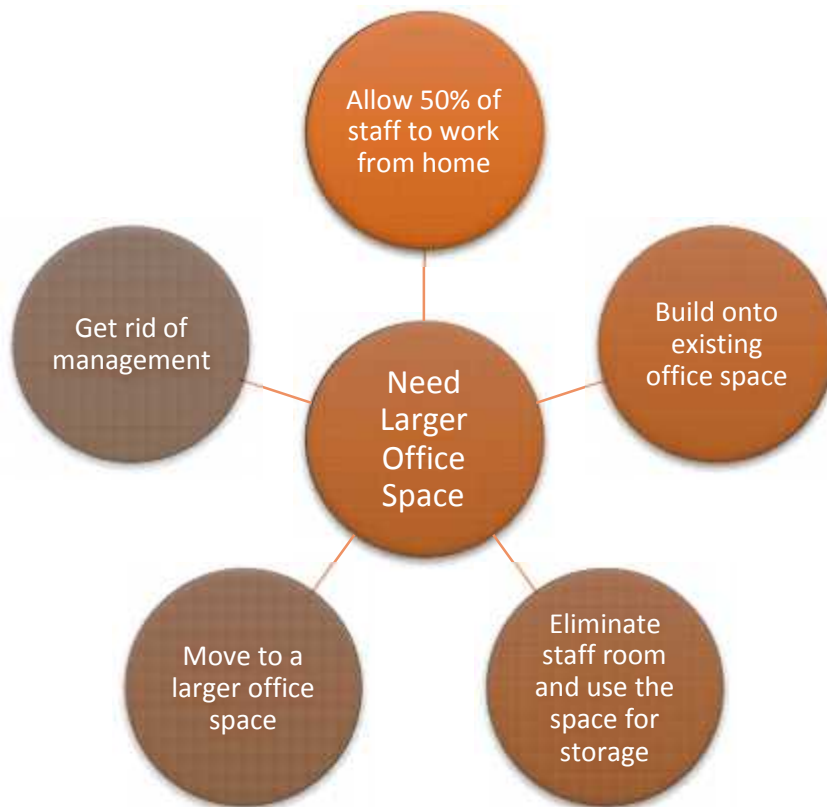 Allow 50% of
staff to work
from home
Build onto
existing
office space
Eliminate
staff room
and use the
space for
storage
Move to a
larger office
space
Get rid of
management
Need
Larger
Office
Space